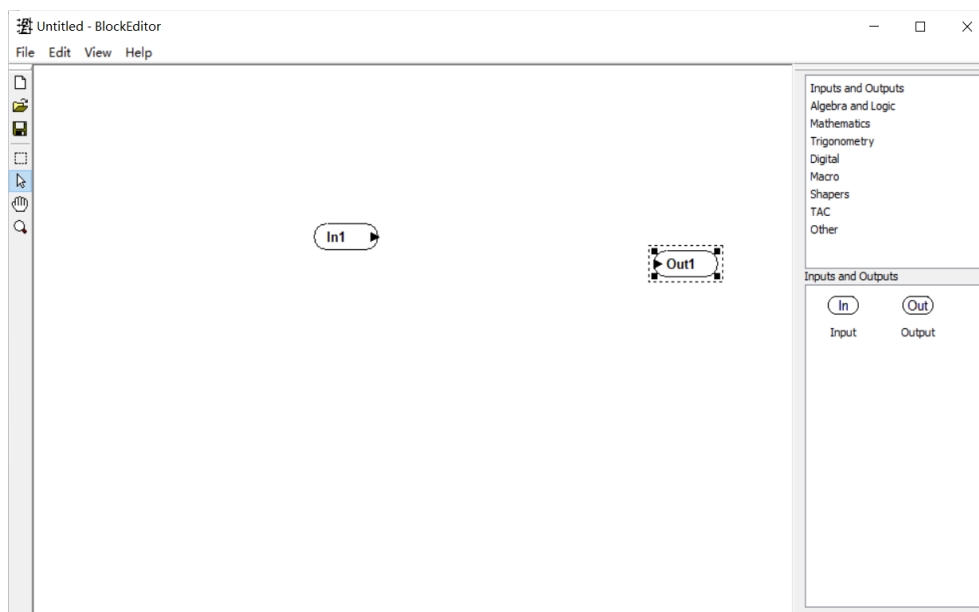 Untitled - BlockEditor
File Edit View Help
Inputs and Outputs
Algebra and Logic
Mathematics
Trigonometry
Digital
Macro
Shapers
TAC
Other
In1
Out1
Inputs and Outputs
In Out
Input Output